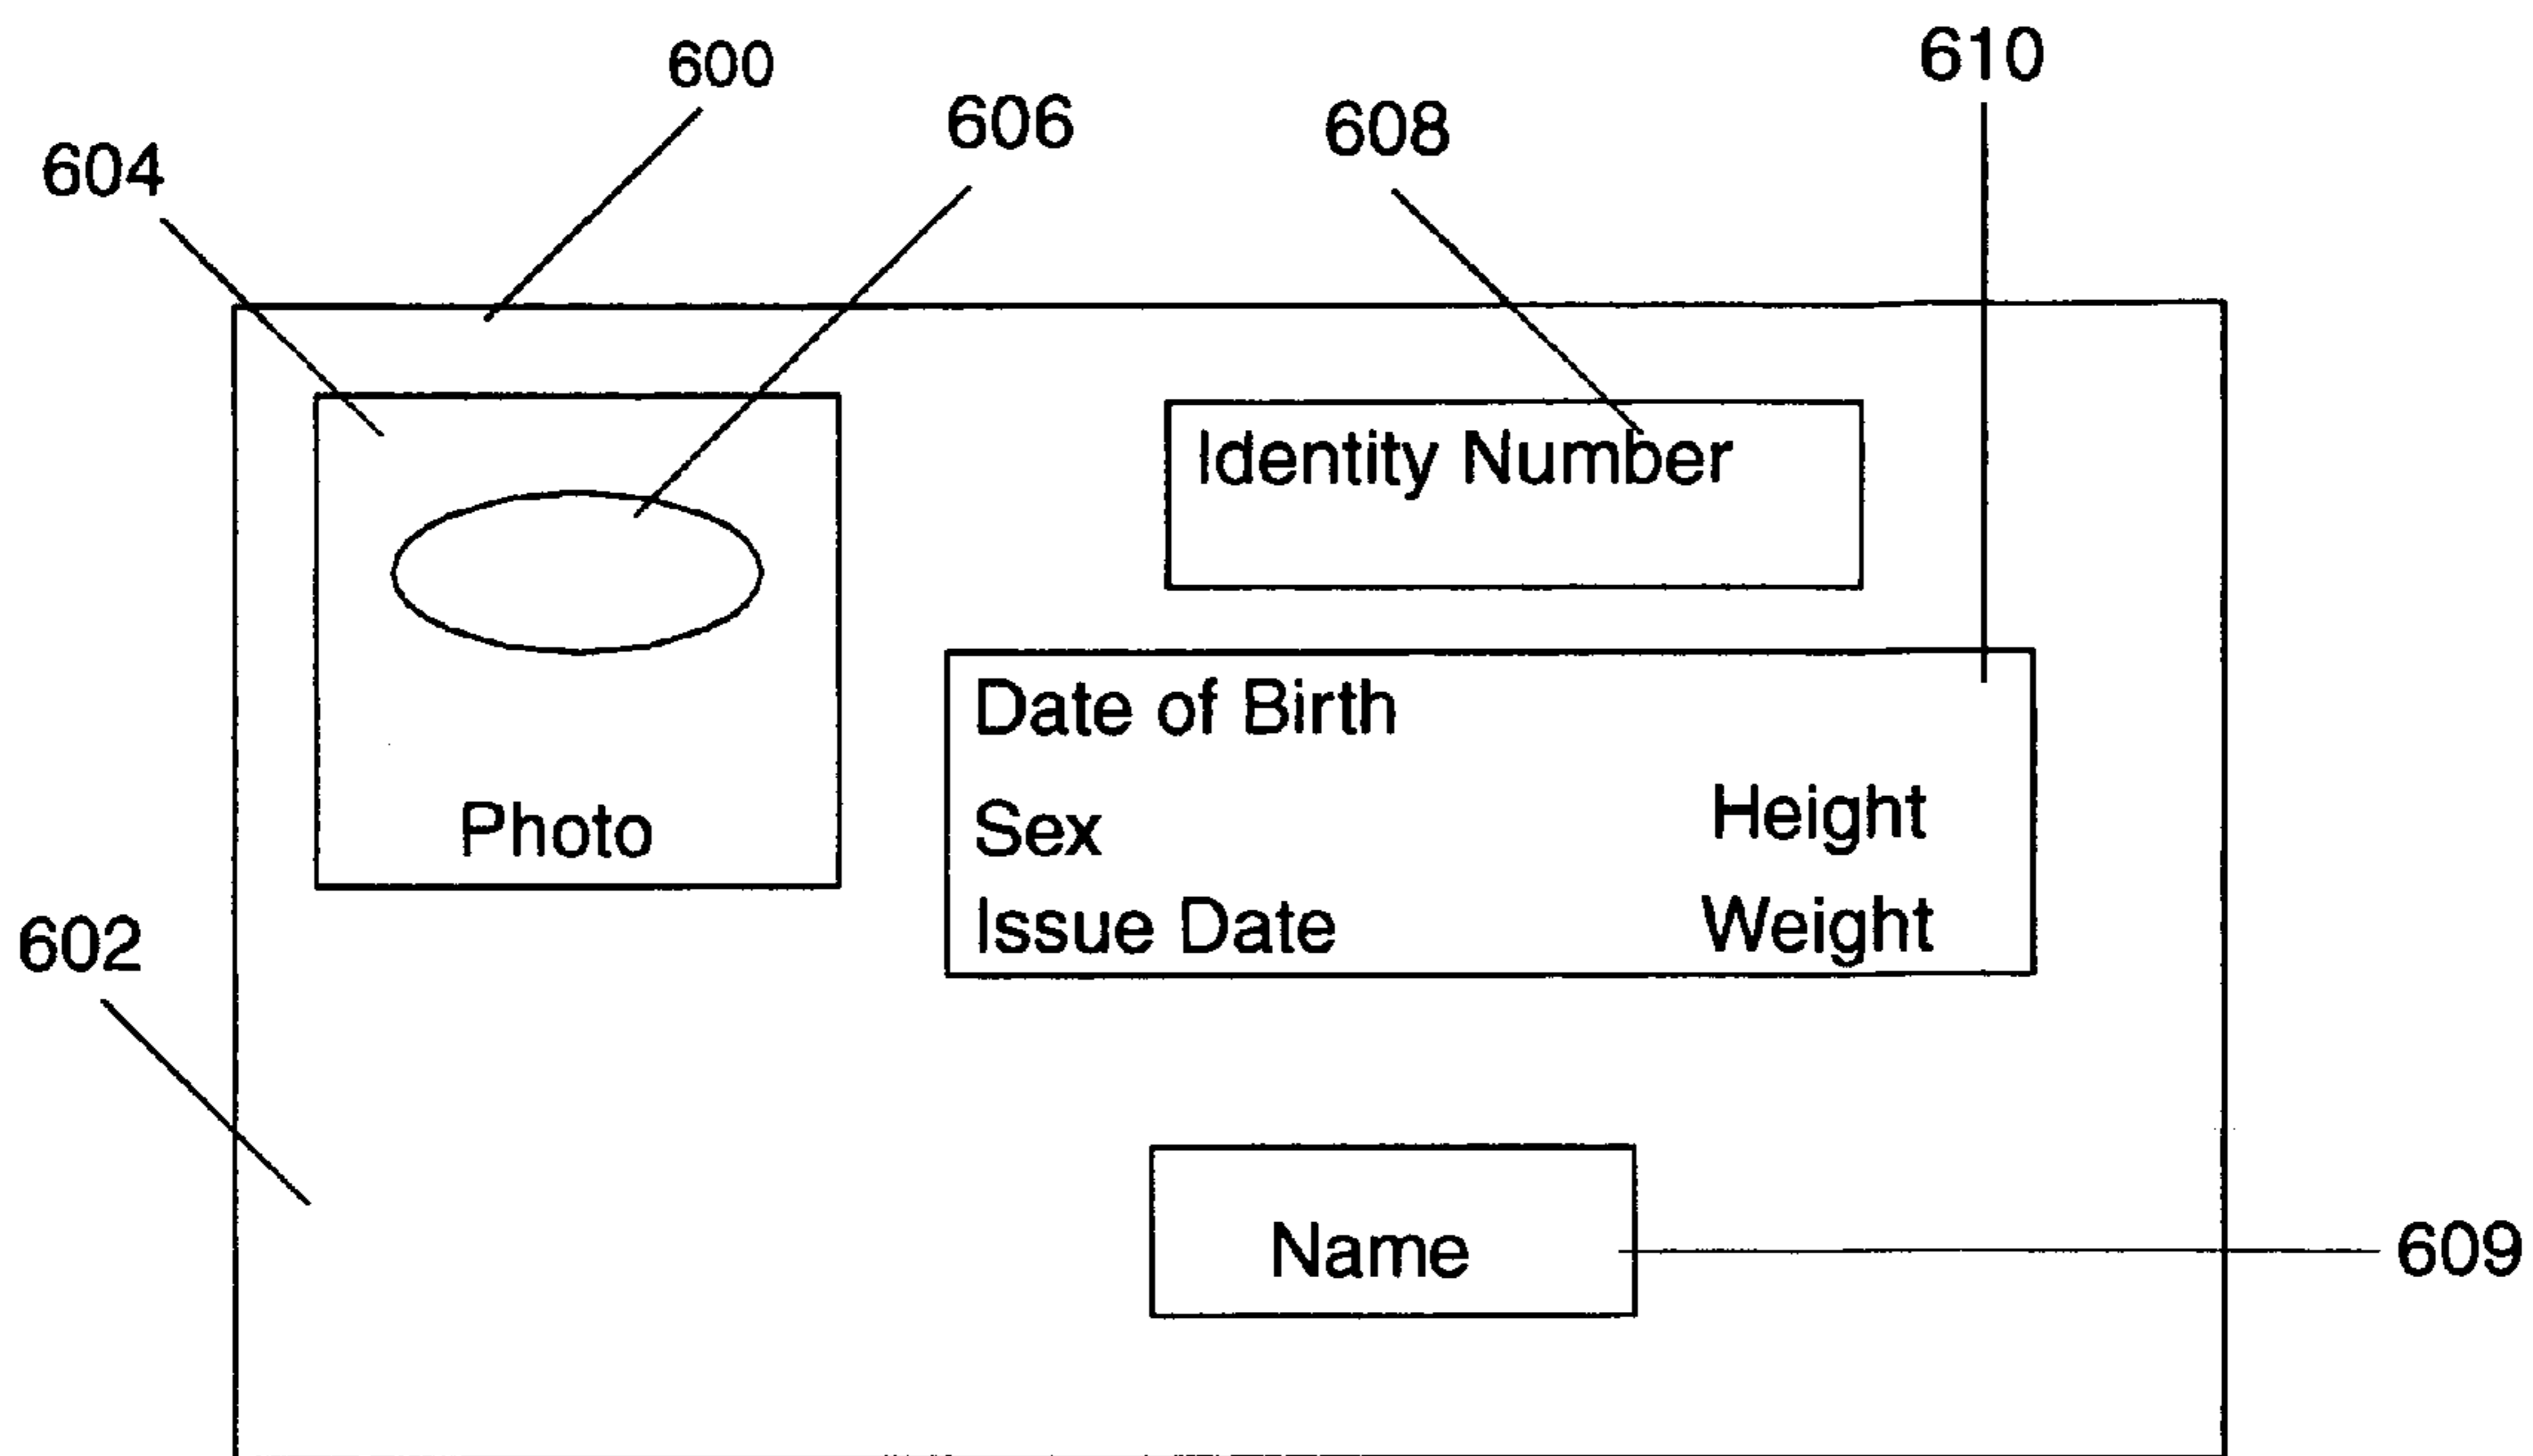 600
610
606
608
604
Identity Number
Date of Birth
Sex
Height
Issue Date
Weight
Photo
602
Name
609